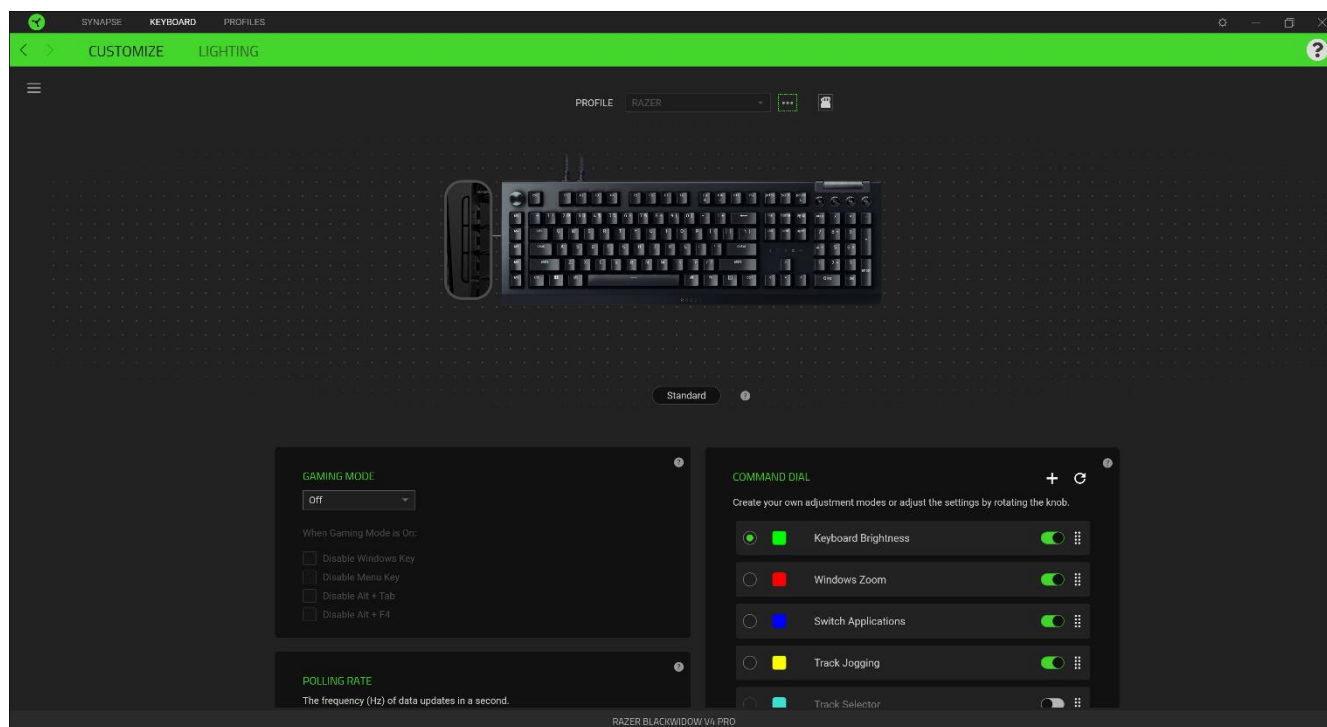 SYNAPSE KEYBOARD PROFILES
CUSTOMIZE LIGHTING
PROFILE RAZER
Standard
GAMING MODE
Off
When Gaming Mode is On:
Disable Windows Key
Disable Menu Key
Disable Alt + Tab
Disable Alt + F4
POLLING RATE
The frequency (Hz) of data updates in a second.
COMMAND DIAL
Create your own adjustment modes or adjust the settings by rotating the knob.
Keyboard Brightness
Windows Zoom
Switch Applications
Track Jogging
Track Selector
RAZER BLACKWIDOW V4 PRO